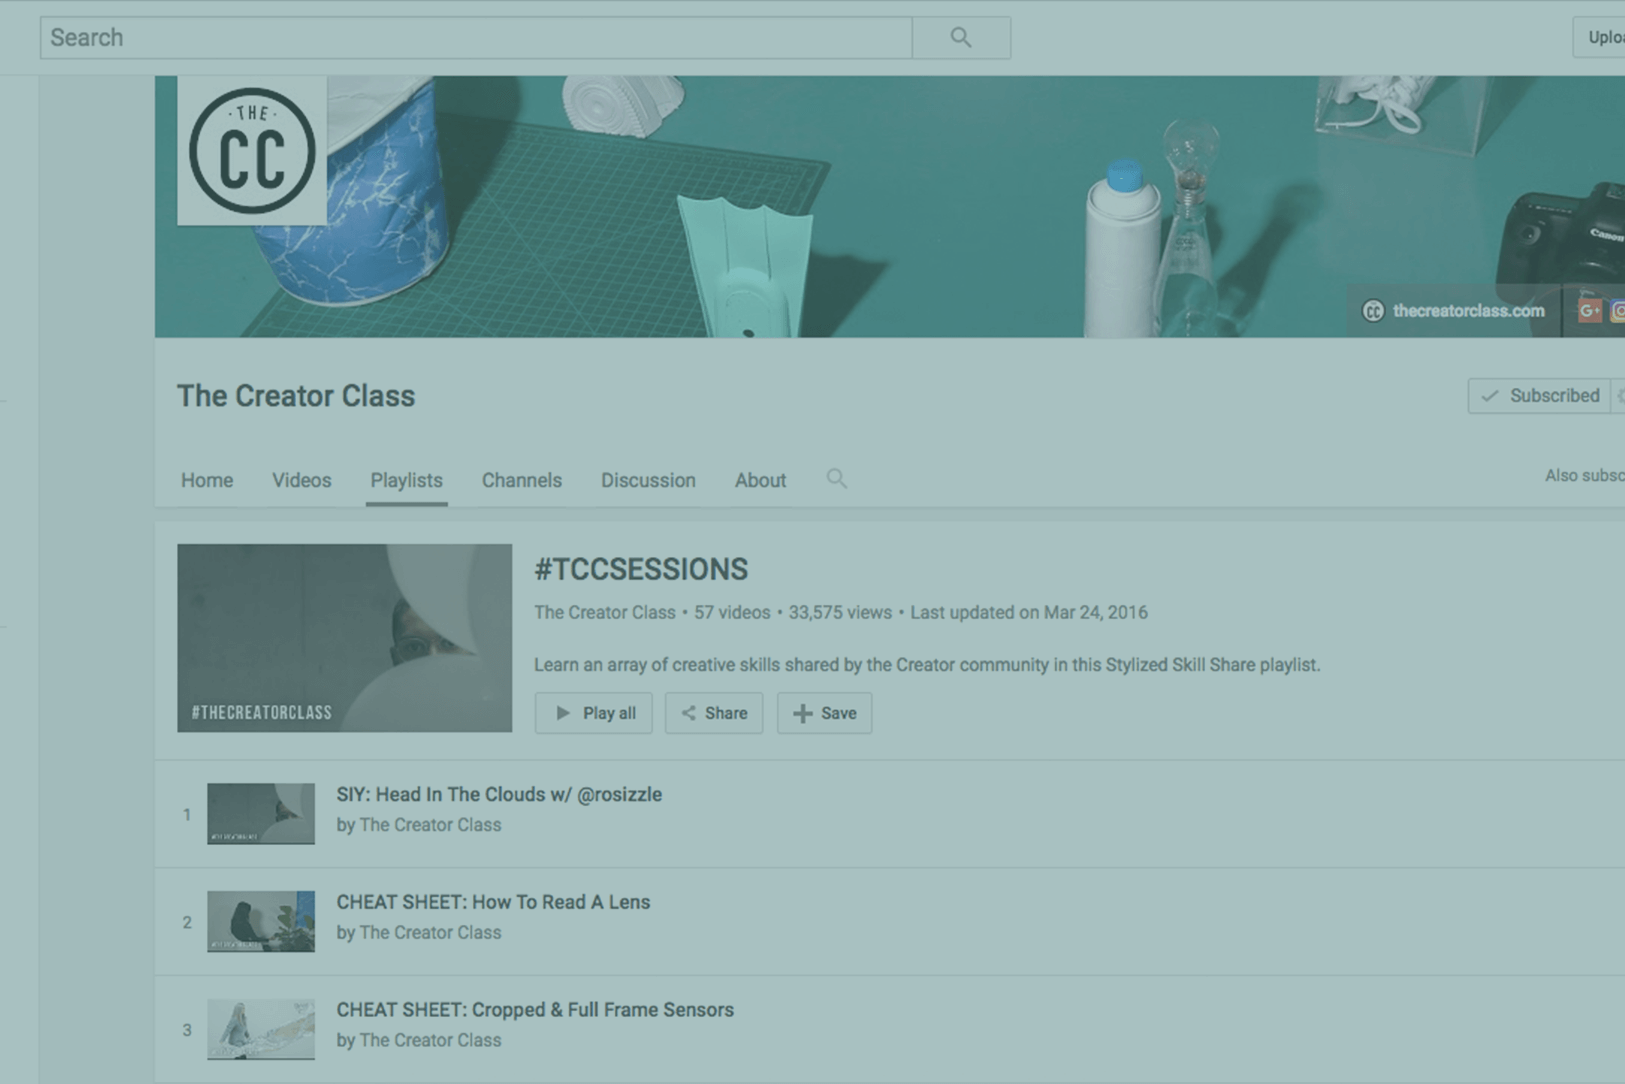 Search
Uploa
· THE ·
CC
Canon
CC thecreatorclass.com G+
The Creator Class
Subscribed
Home Videos Playlists Channels Discussion About
Also subsc
#TCCSESSIONS
The Creator Class • 57 videos • 33,575 views • Last updated on Mar 24, 2016
Learn an array of creative skills shared by the Creator community in this Stylized Skill Share playlist.
#THECREATORCLASS
Play all Share Save
1
SIY: Head In The Clouds w/ @rosizzle
by The Creator Class
2
CHEAT SHEET: How To Read A Lens
by The Creator Class
3
CHEAT SHEET: Cropped & Full Frame Sensors
by The Creator Class